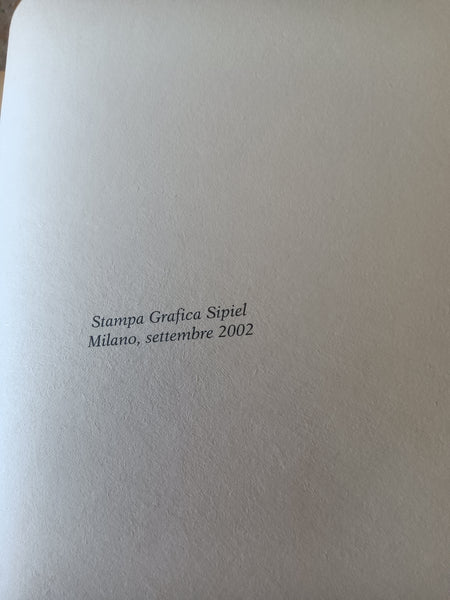 Stampa Grafica Sipiel
Milano, settembre 2002